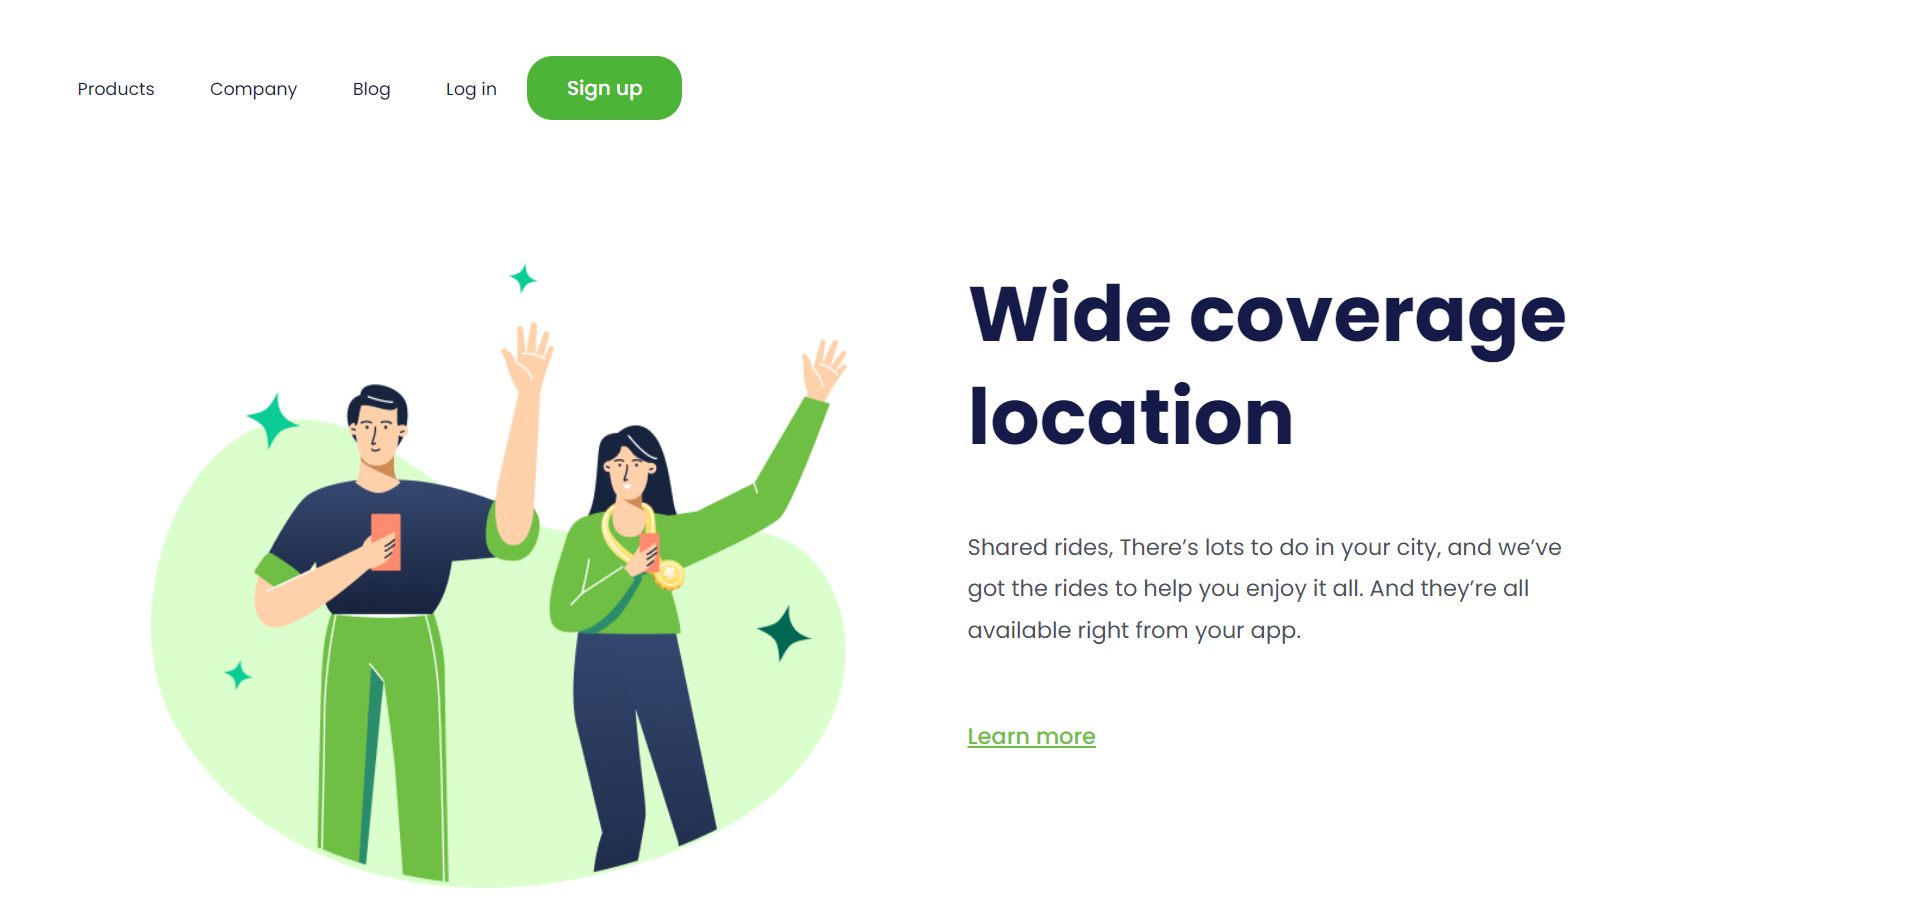 Products Company Blog Log in Sign up
Wide coverage
location
Shared rides, There’s lots to do in your city, and we’ve
got the rides to help you enjoy it all. And they’re all
available right from your app.
Learn more